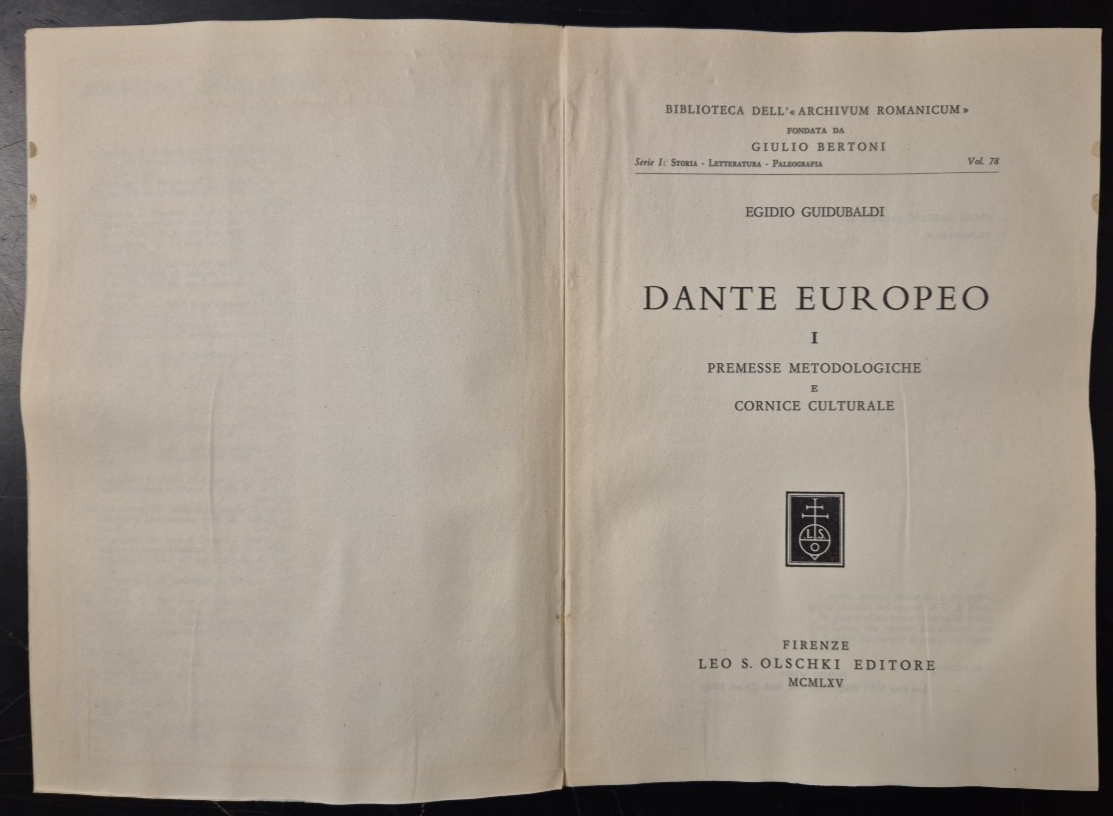 BIBLIOTECA DELL'« ARCHIVUM ROMANICUM »
FONDATA DA
GIULIO BERTONI
Serie I: STORIA - LETTERATURA - PALEOGRAFIA Vol. 78
EGIDIO GUIDUBALDI
DANTE EUROPEO
I
PREMESSE METODOLOGICHE
E
CORNICE CULTURALE
L S
O
FIRENZE
LEO S. OLSCHKI EDITORE
MCMLXV